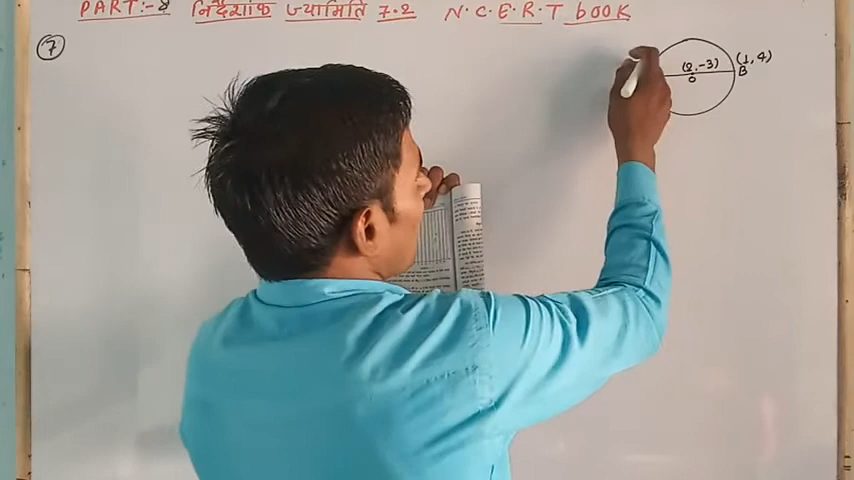 PART:-8 निर्देशांक ज्यामिति 7.2 N.C.E.R.T BOOK
7
(2,-3) (1,4)
O B